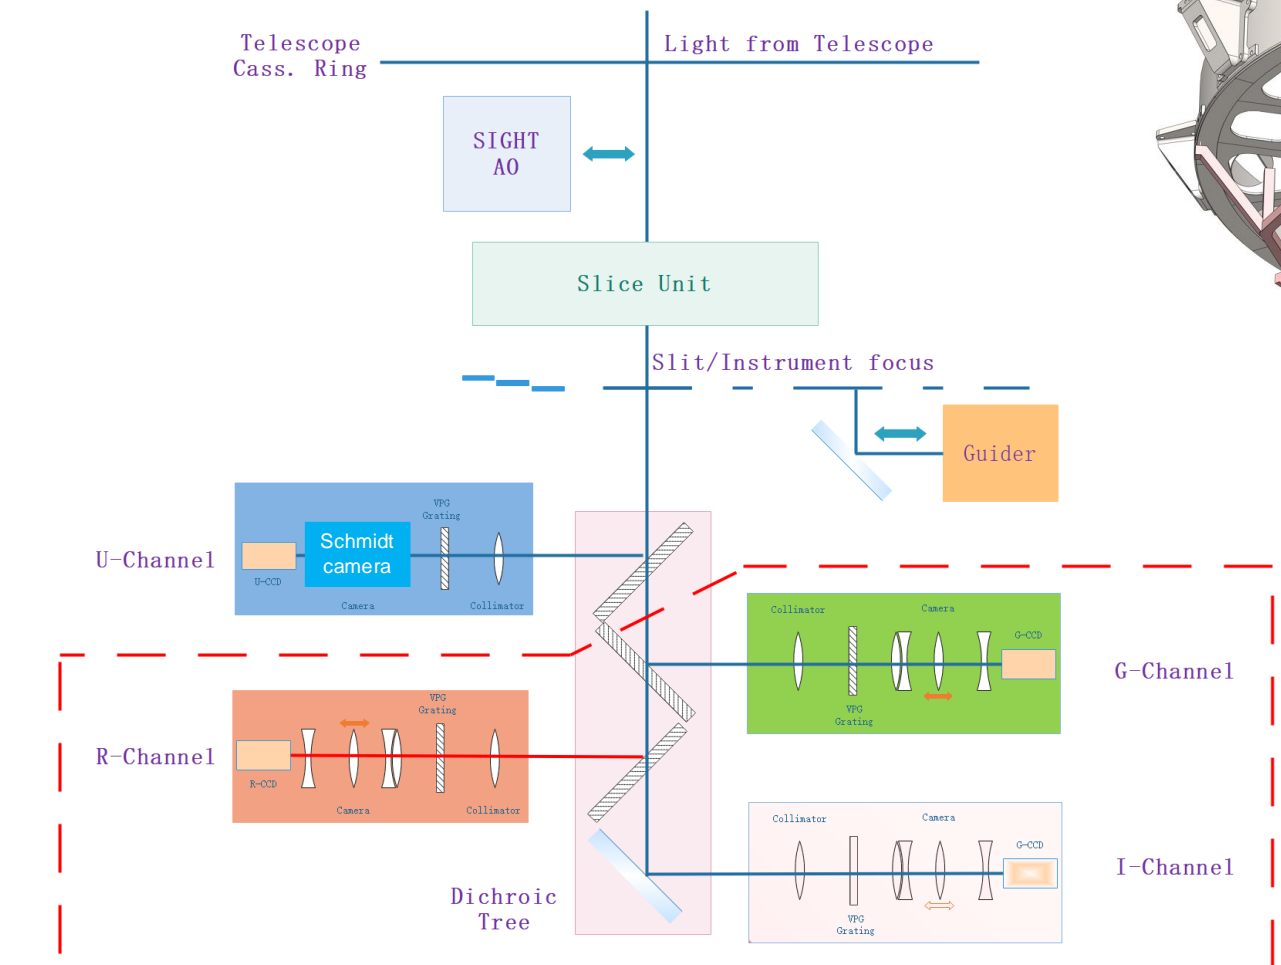 Telescope
Cass. Ring
Light from Telescope
SIGHT
AO
Slice Unit
Slit/Instrument focus
Guider
U-Channel
VPG
Grating
Schmidt
camera
U-CCD
Camera
Collimator
Collimator
Camera
G-CCD
VPG
Grating
G-Channel
R-Channel
VPG
Grating
R-CCD
Camera
Collimator
Collimator
Camera
G-CCD
VPG
Grating
I-Channel
Dichroic
Tree